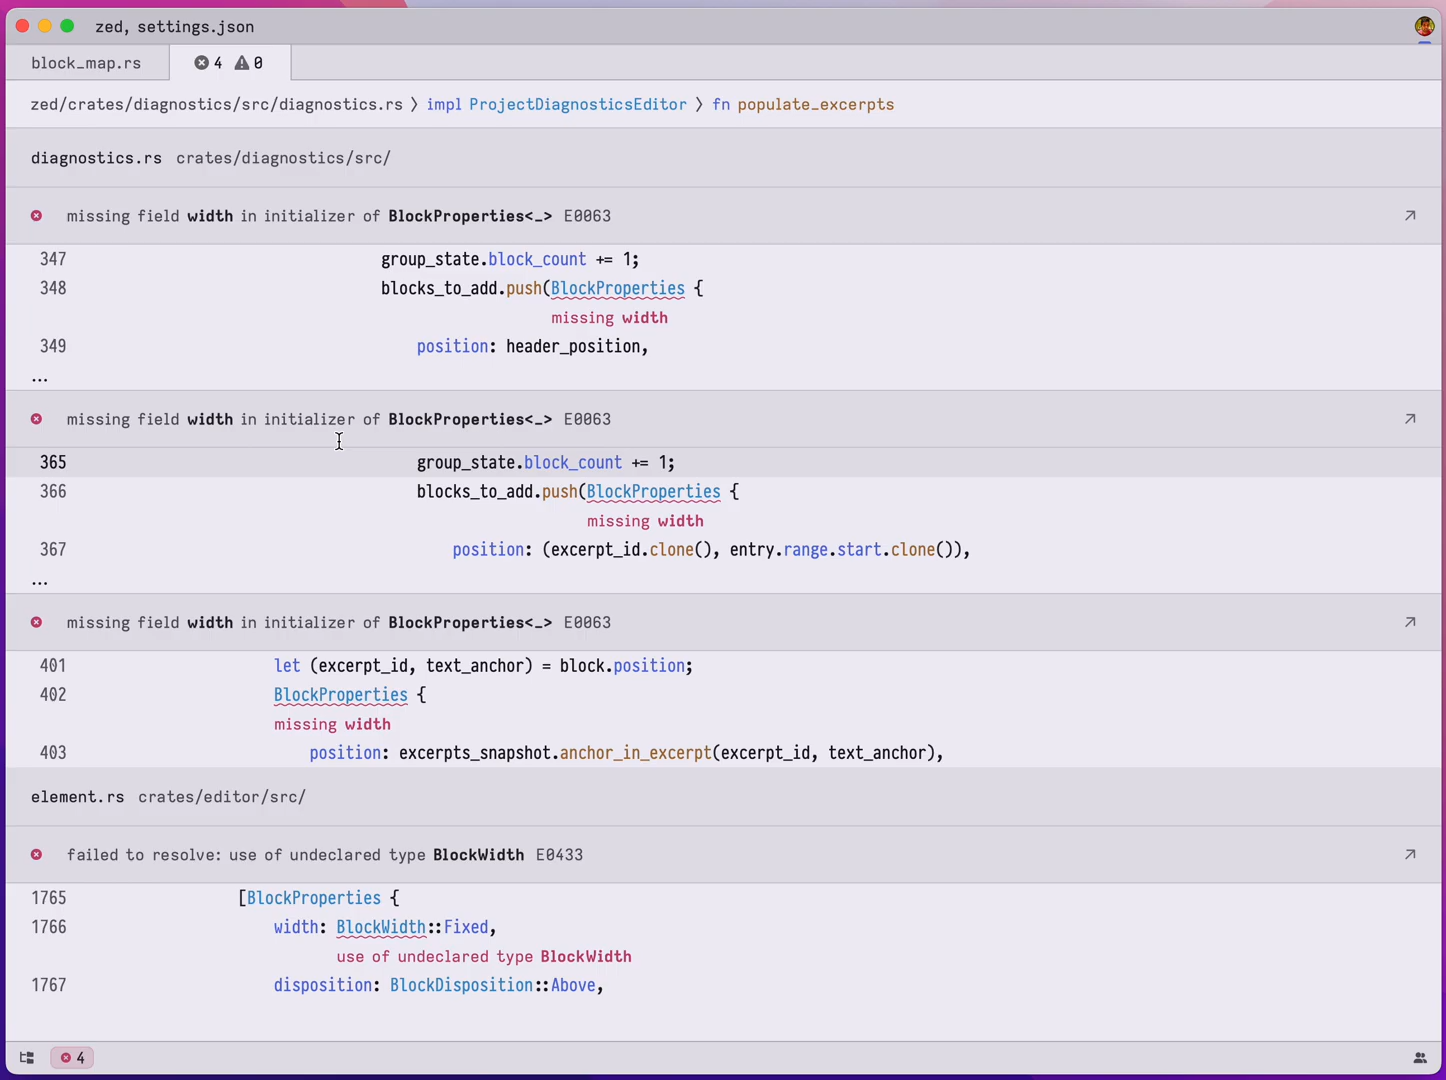 zed, settings.json
block_map.rs 4 0
zed/crates/diagnostics/src/diagnostics.rs 〉 impl ProjectDiagnosticsEditor 〉 fn populate_excerpts
diagnostics.rs crates/diagnostics/src/
missing field width in initializer of BlockProperties<_> E0063
347 group_state.block_count += 1;
348 blocks_to_add.push(BlockProperties {
missing width
349 position: header_position,
...
missing field width in initializer of BlockProperties<_> E0063
365 group_state.block_count += 1;
366 blocks_to_add.push(BlockProperties {
missing width
367 position: (excerpt_id.clone(), entry.range.start.clone()),
...
missing field width in initializer of BlockProperties<_> E0063
401 let (excerpt_id, text_anchor) = block.position;
402 BlockProperties {
missing width
403 position: excerpts_snapshot.anchor_in_excerpt(excerpt_id, text_anchor),
element.rs crates/editor/src/
failed to resolve: use of undeclared type BlockWidth E0433
1765 [BlockProperties {
1766 width: BlockWidth::Fixed,
use of undeclared type BlockWidth
1767 disposition: BlockDisposition::Above,
4